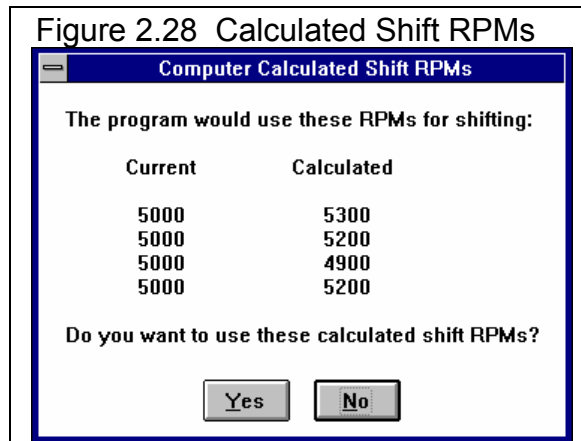 Figure 2.28 Calculated Shift RPMs
Computer Calculated Shift RPMs
The program would use these RPMs for shifting:
Current Calculated
5000 5300
5000 5200
5000 4900
5000 5200
Do you want to use these calculated shift RPMs?
Yes No